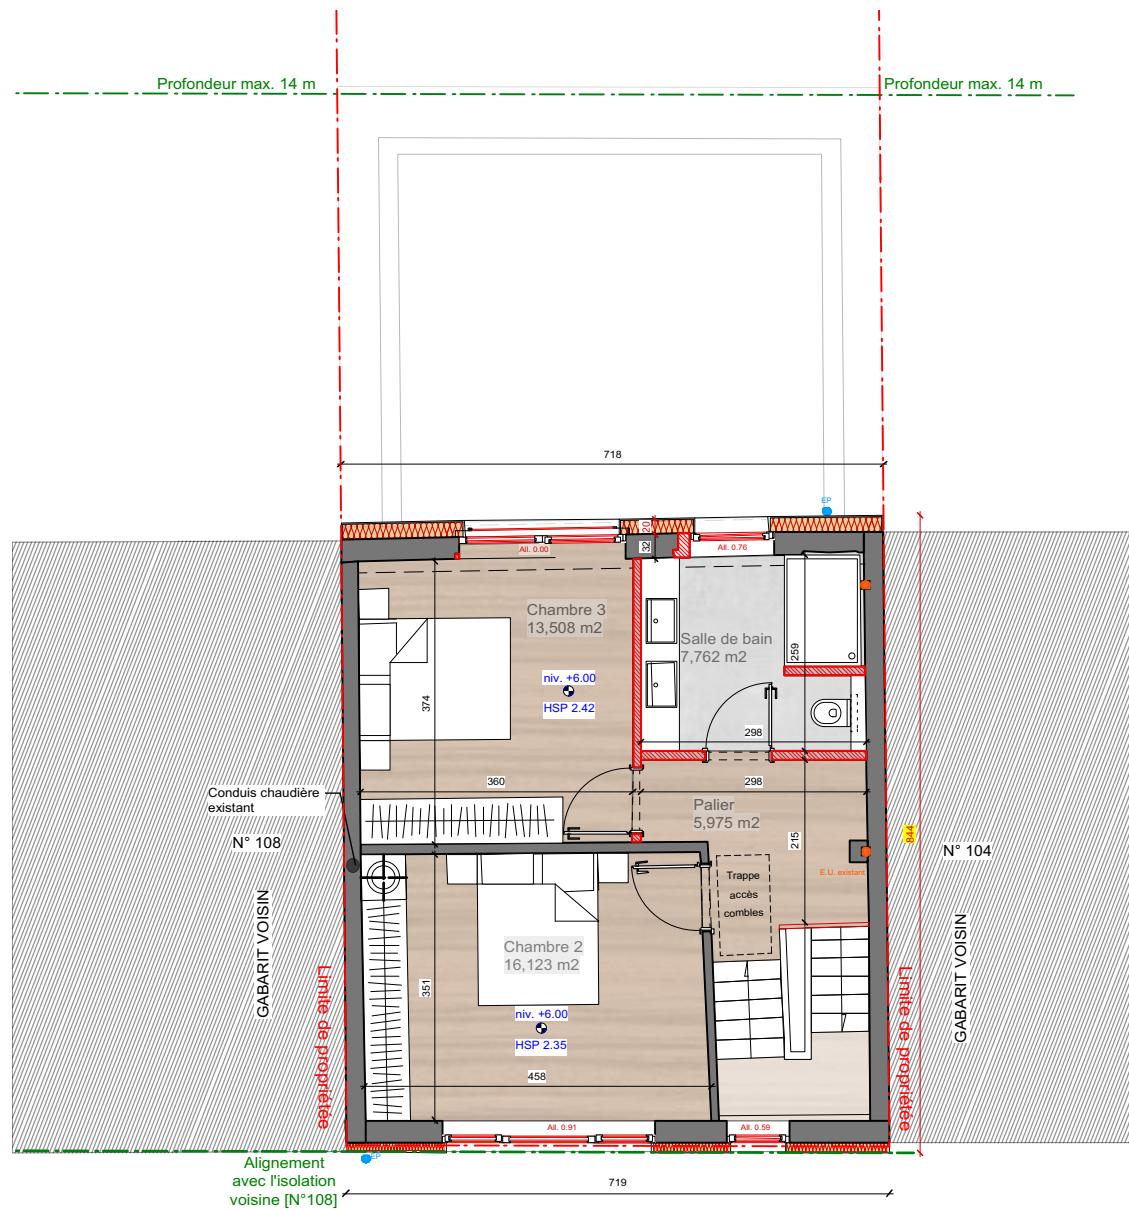 Profondeur max. 14 m
Profondeur max. 14 m
718
EP
20
32
All. 0.00
All. 0.76
Chambre 3
13,508 m2
Salle de bain
7,762 m2
259
niv. +6.00
HSP 2.42
374
298
360
298
Conduis chaudière
existant
Palier
5,975 m2
215
844
N° 108
N° 104
E.U. existant
Trappe
accès
combles
GABARIT VOISIN
GABARIT VOISIN
Chambre 2
16,123 m2
351
niv. +6.00
HSP 2.35
Limite de propriétée
Limite de propriétée
458
All. 0.91
All. 0.59
EP
Alignement
avec l'isolation
voisine [N°108]
719